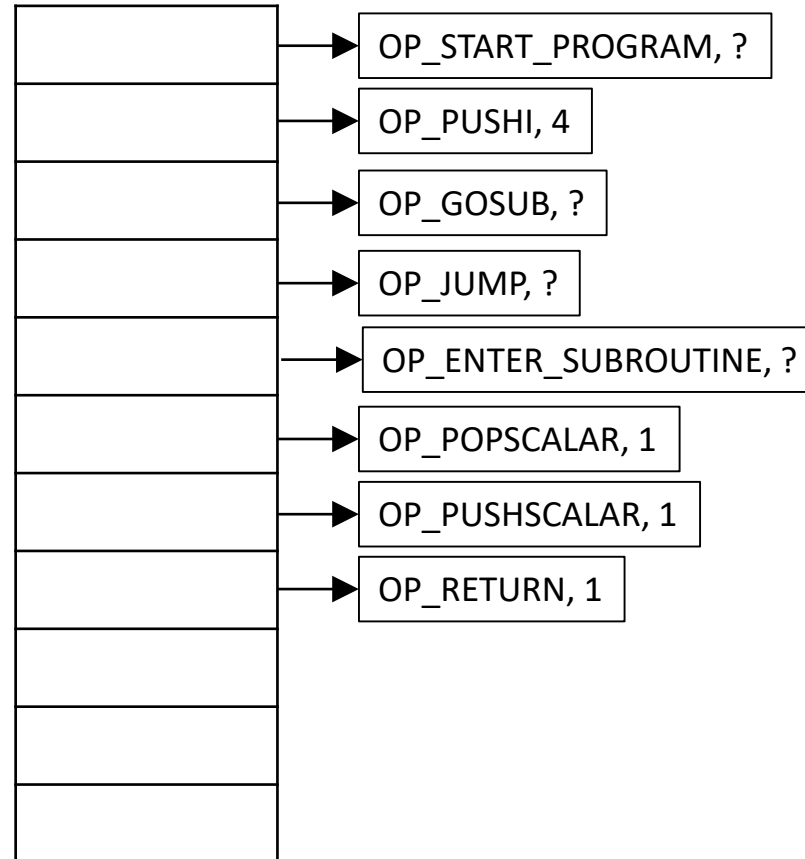 OP_START_PROGRAM, ?
OP_PUSHI, 4
OP_GOSUB, ?
OP_JUMP, ?
OP_ENTER_SUBROUTINE, ?
OP_POPSCALAR, 1
OP_PUSHSCALAR, 1
OP_RETURN, 1